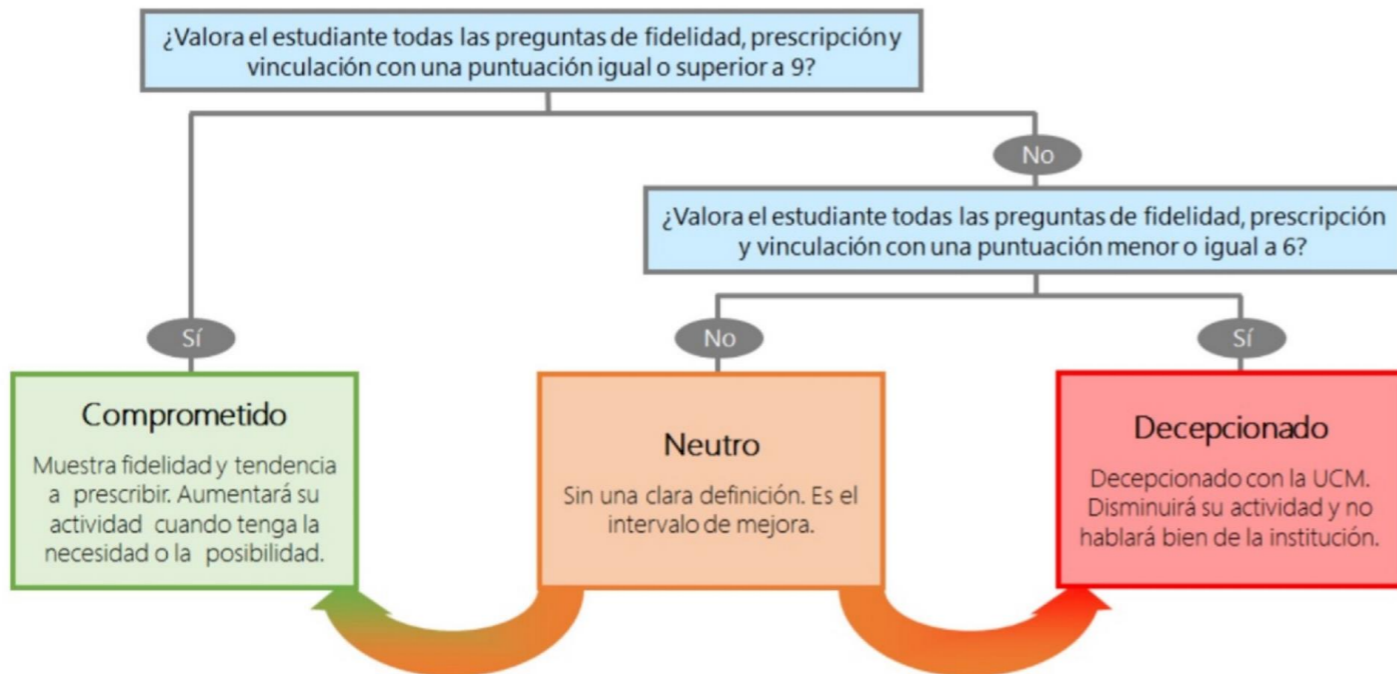 ¿Valora el estudiante todas las preguntas de fidelidad, prescripción y
vinculación con una puntuación igual o superior a 9?
No
¿Valora el estudiante todas las preguntas de fidelidad, prescripción
y vinculación con una puntuación menor o igual a 6?
Sí
No
Sí
Comprometido
Muestra fidelidad y tendencia
a prescribir. Aumentará su
actividad cuando tenga la
necesidad o la posibilidad.
Neutro
Sin una clara definición. Es el
intervalo de mejora.
Decepcionado
Decepcionado con la UCM.
Disminuirá su actividad y no
hablará bien de la institución.